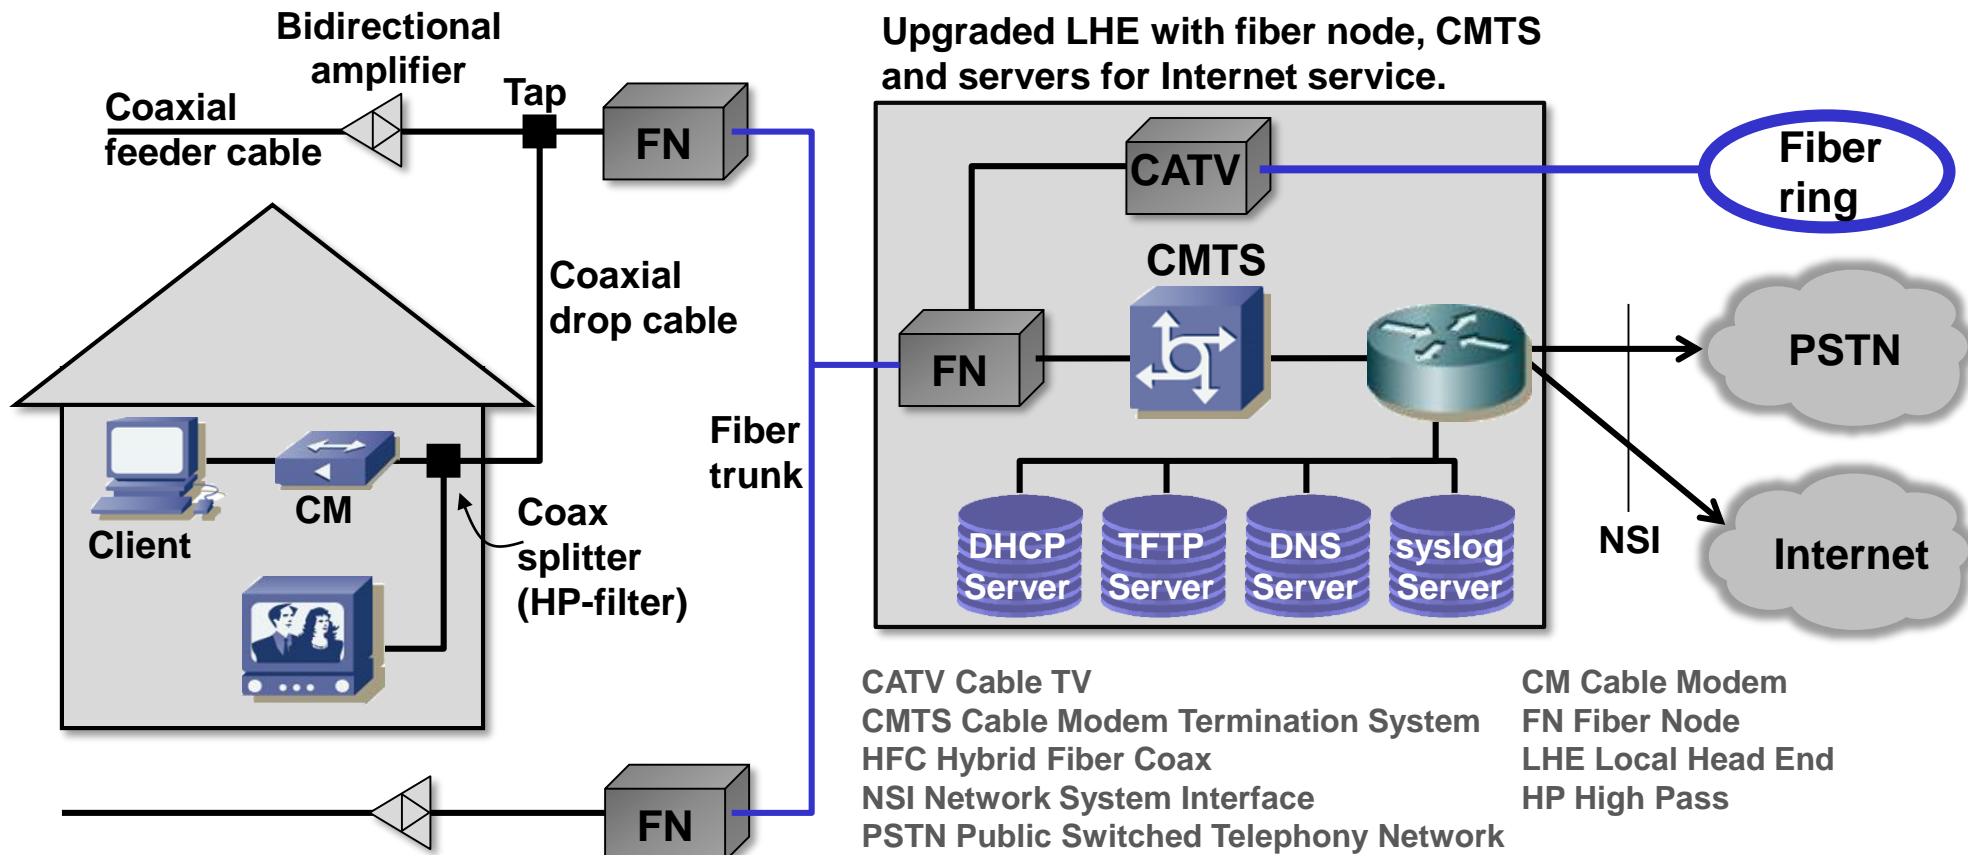 Bidirectional
amplifier
Coaxial
feeder cable
Tap
FN
Coaxial
drop cable
Client
CM
Coax
splitter
(HP-filter)
Fiber
trunk
FN
Upgraded LHE with fiber node, CMTS
and servers for Internet service.
CATV
CMTS
FN
DHCP
Server
TFTP
Server
DNS
Server
syslog
Server
Fiber
ring
PSTN
NSI
Internet
CATV Cable TV
CMTS Cable Modem Termination System
HFC Hybrid Fiber Coax
NSI Network System Interface
PSTN Public Switched Telephony Network
CM Cable Modem
FN Fiber Node
LHE Local Head End
HP High Pass